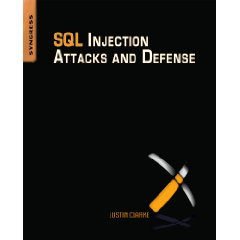 SYNGRESS
SQL INJECTION
ATTACKS AND DEFENSE
JUSTIN CLARKE